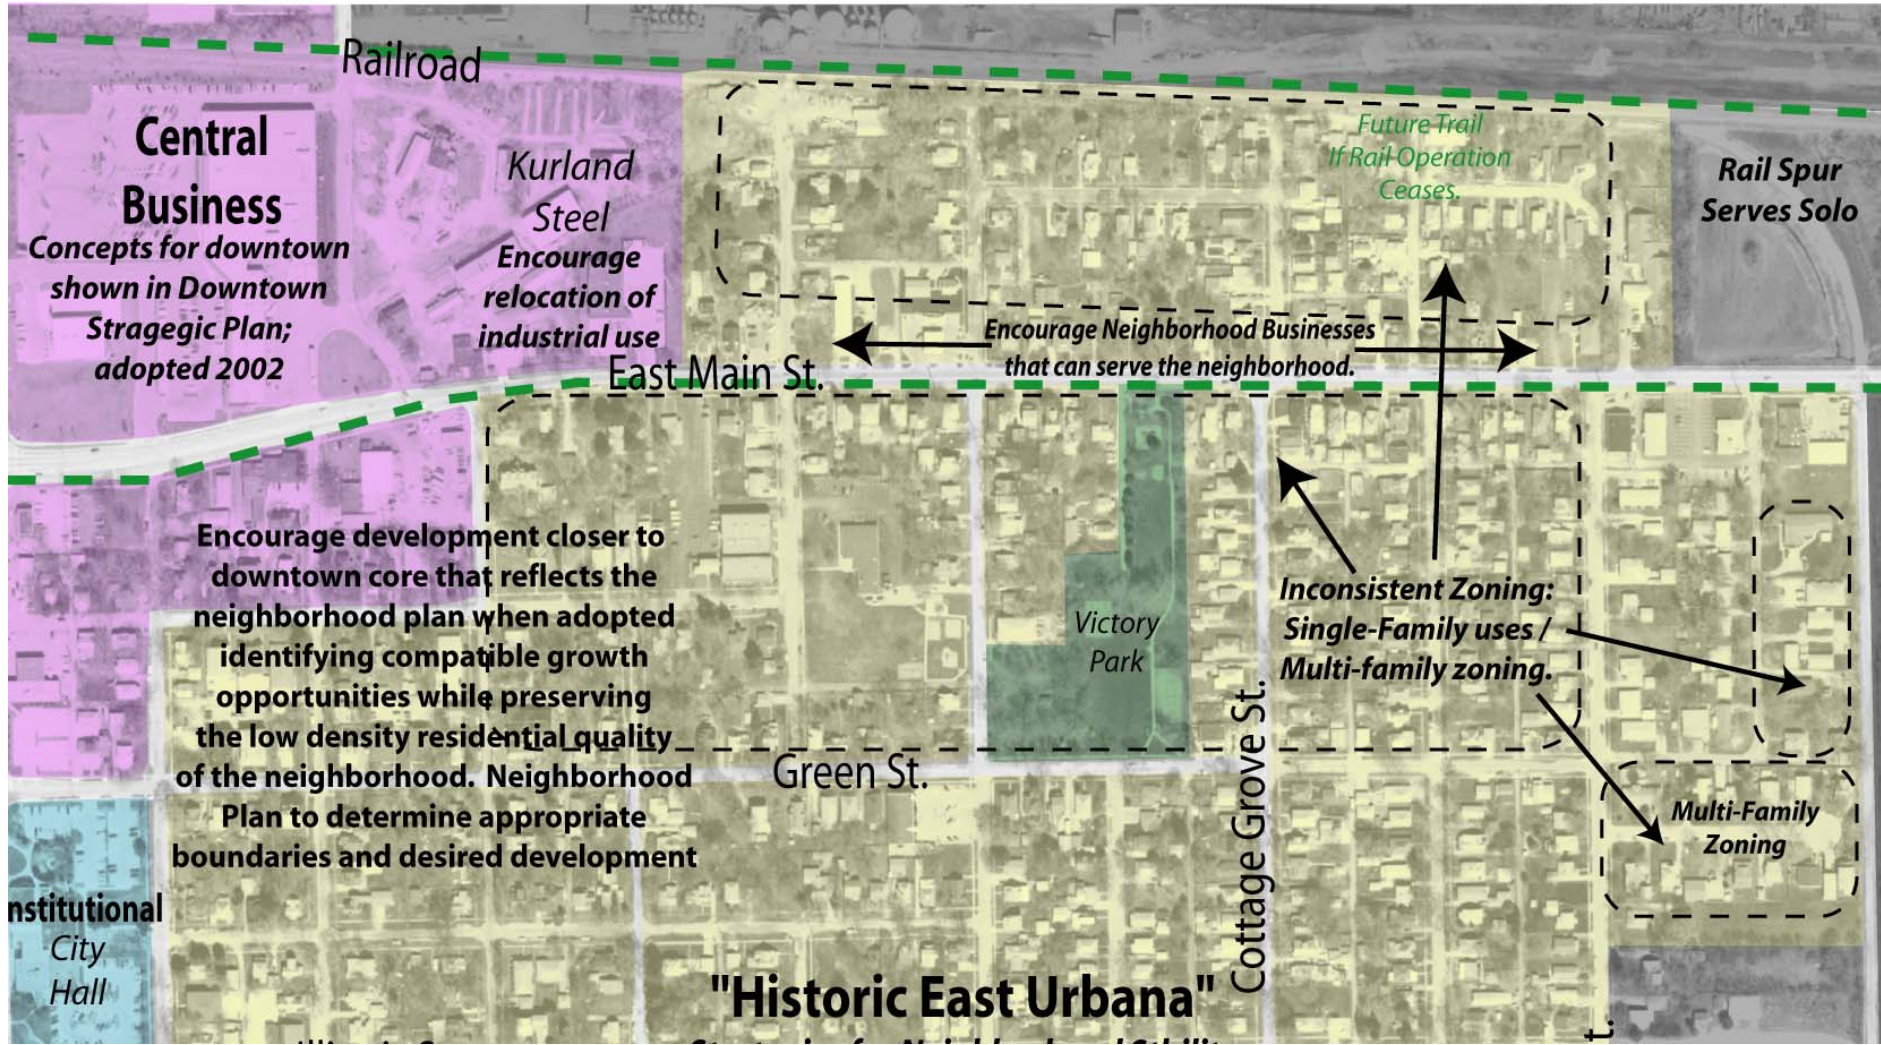 Railroad
Central
Business
Concepts for downtown
shown in Downtown
Stragegic Plan;
adopted 2002
Kurland
Steel
Encourage
relocation of
industrial use
Future Trail
If Rail Operation
Ceases.
Rail Spur
Serves Solo
Encourage Neighborhood Businesses
that can serve the neighborhood.
East Main St.
Encourage development closer to
downtown core that reflects the
neighborhood plan when adopted
identifying compatible growth
opportunities while preserving
the low density residential quality
of the neighborhood. Neighborhood
Plan to determine appropriate
boundaries and desired development
Victory
Park
Inconsistent Zoning:
Single-Family uses /
Multi-family zoning.
Green St.
Cottage Grove St.
Multi-Family
Zoning
nstitutional
City
Hall
"Historic East Urbana"
t.